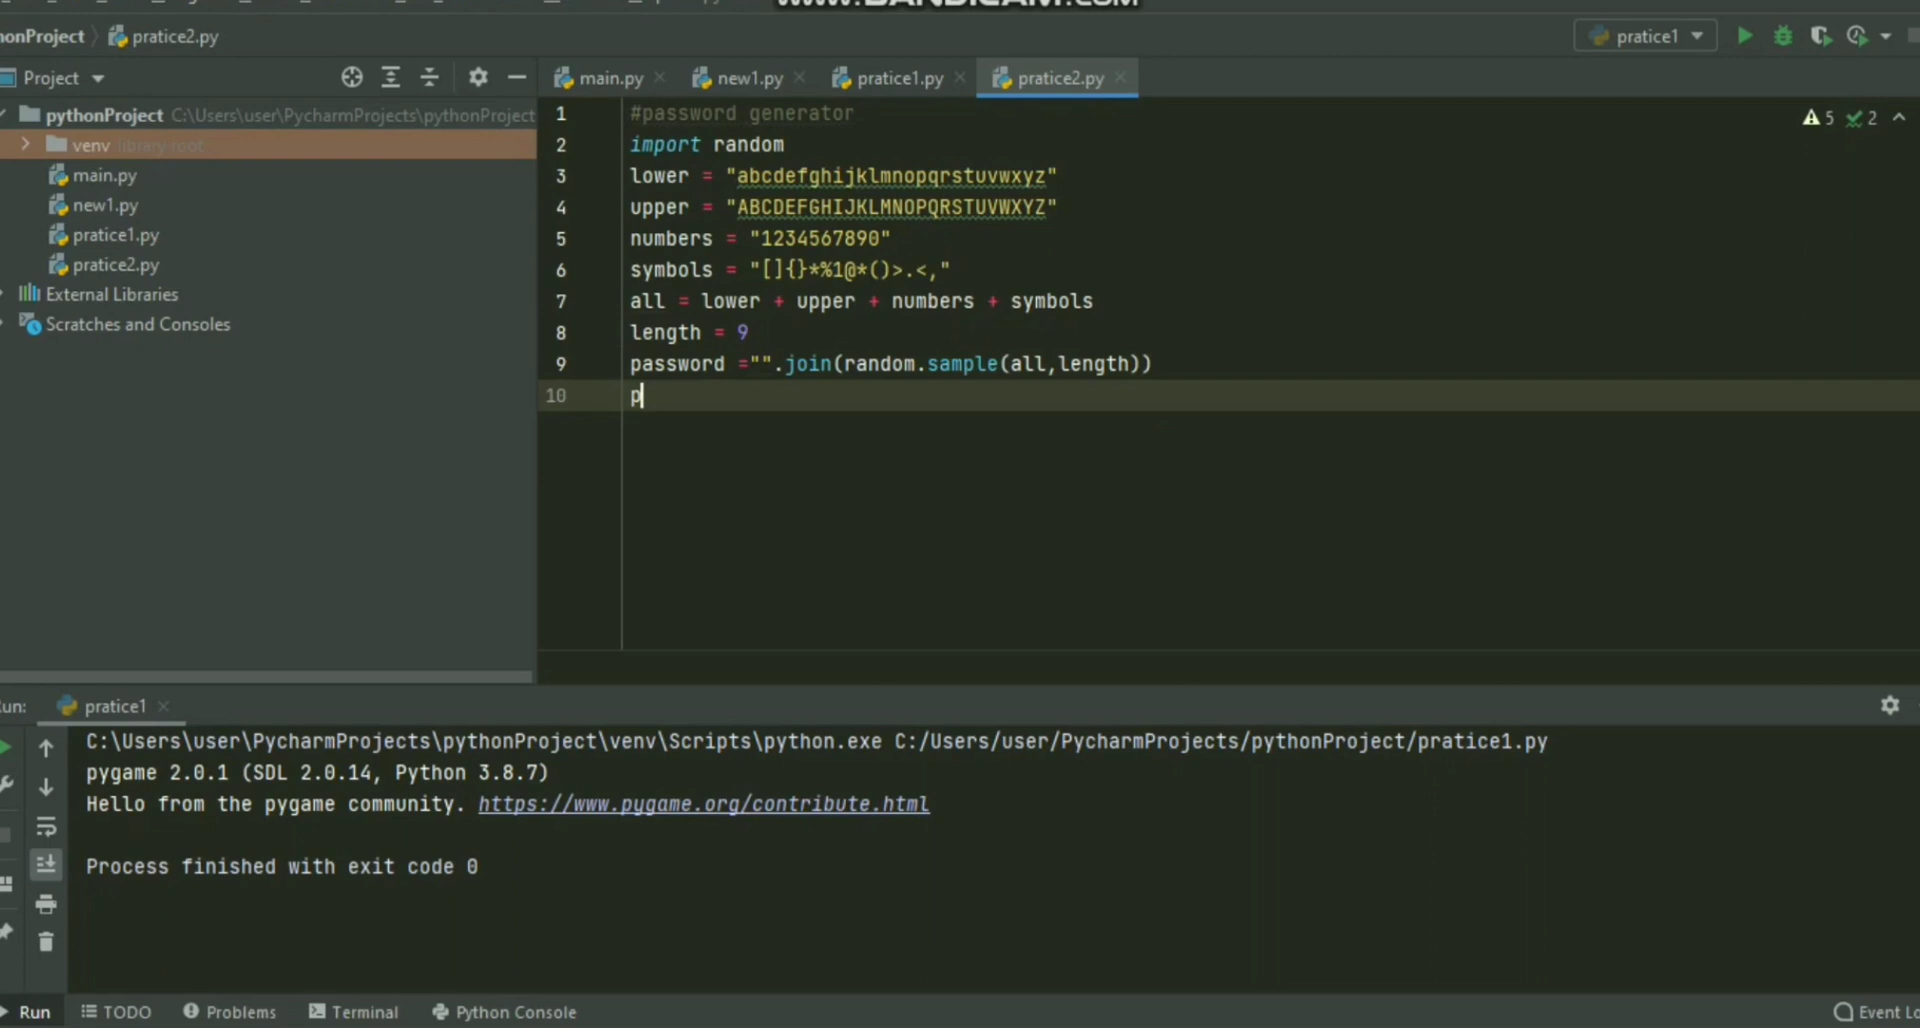 www.BANDICAM.com
pratice2.py
pratice1
Project
main.py
new1.py
pratice1.py
pratice2.py
pythonProject C:\Users\user\PycharmProjects\pythonProject
venv library root
main.py
new1.py
pratice1.py
pratice2.py
External Libraries
Scratches and Consoles
5 2
1 #password generator
2 import random
3 lower = "abcdefghijklmnopqrstuvwxyz"
4 upper = "ABCDEFGHIJKLMNOPQRSTUVWXYZ"
5 numbers = "1234567890"
6 symbols = "[]{}*%1@*()>.<,"
7 all = lower + upper + numbers + symbols
8 length = 9
9 password ="".join(random.sample(all,length))
10 p
pratice1
C:\Users\user\PycharmProjects\pythonProject\venv\Scripts\python.exe C:/Users/user/PycharmProjects/pythonProject/pratice1.py
pygame 2.0.1 (SDL 2.0.14, Python 3.8.7)
Hello from the pygame community. https://www.pygame.org/contribute.html
Process finished with exit code 0
Run
TODO
Problems
Terminal
Python Console
Event